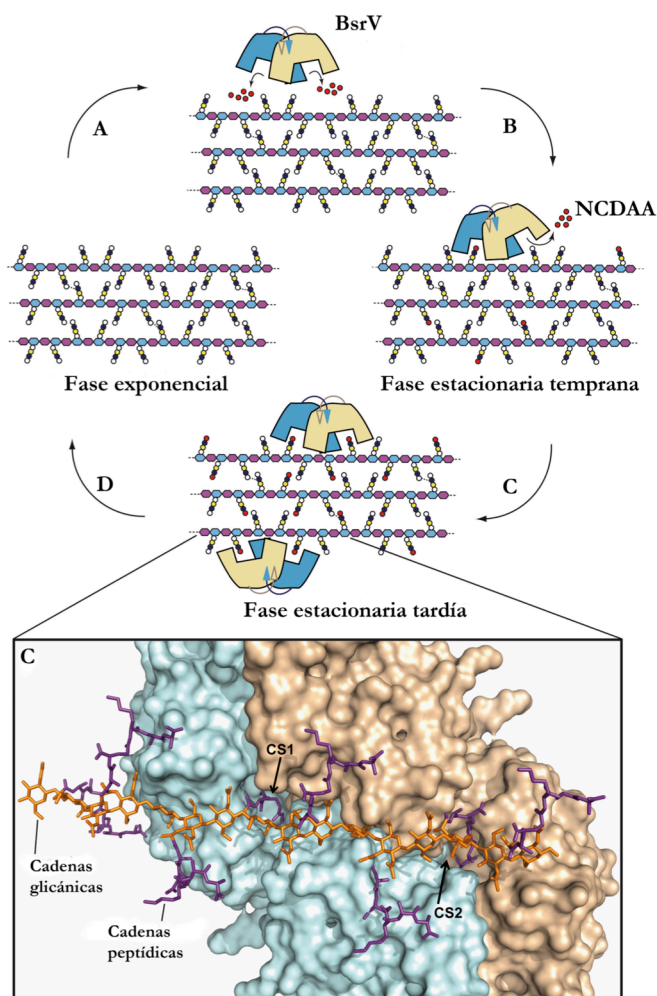 BsrV
A
B
NCDAA
Fase exponencial
Fase estacionaria temprana
D
C
Fase estacionaria tardía
C
CS1
Cadenas
glicánicas
CS2
Cadenas
peptídicas